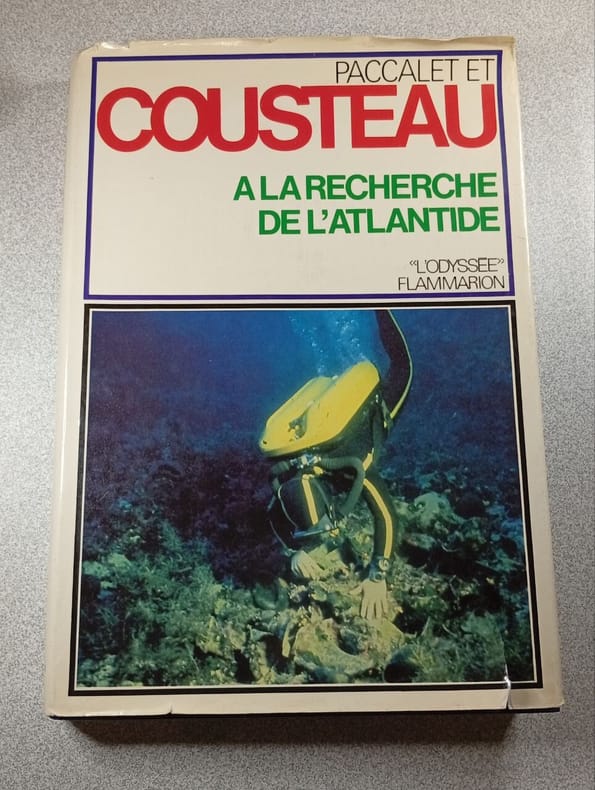 PACCALET ET
COUSTEAU
A LA RECHERCHE
DE L'ATLANTIDE
«L'ODYSSÉE»
FLAMMARION